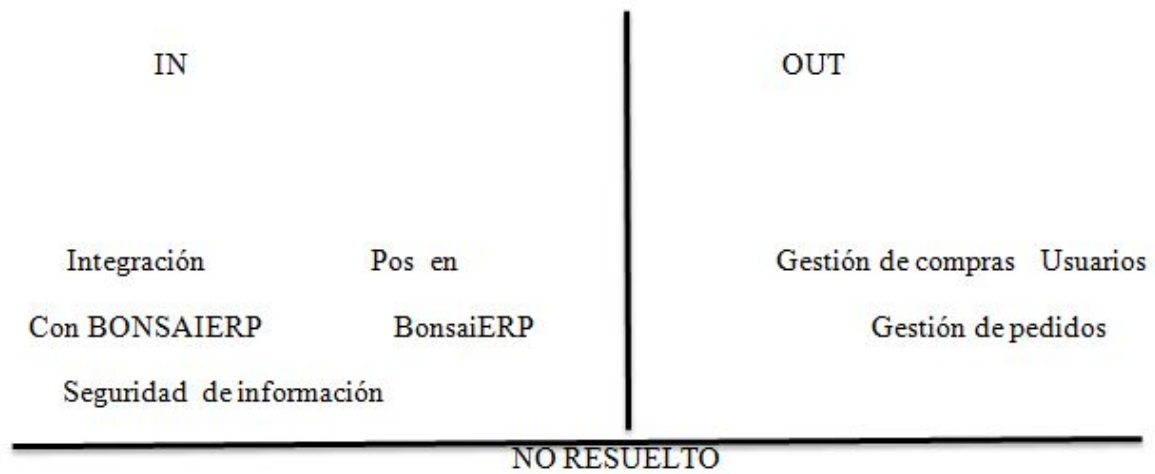 IN
OUT
Integración Pos en
Con BONSAIERP BonsaiERP
Seguridad de información
Gestión de compras Usuarios
Gestión de pedidos
NO RESUELTO